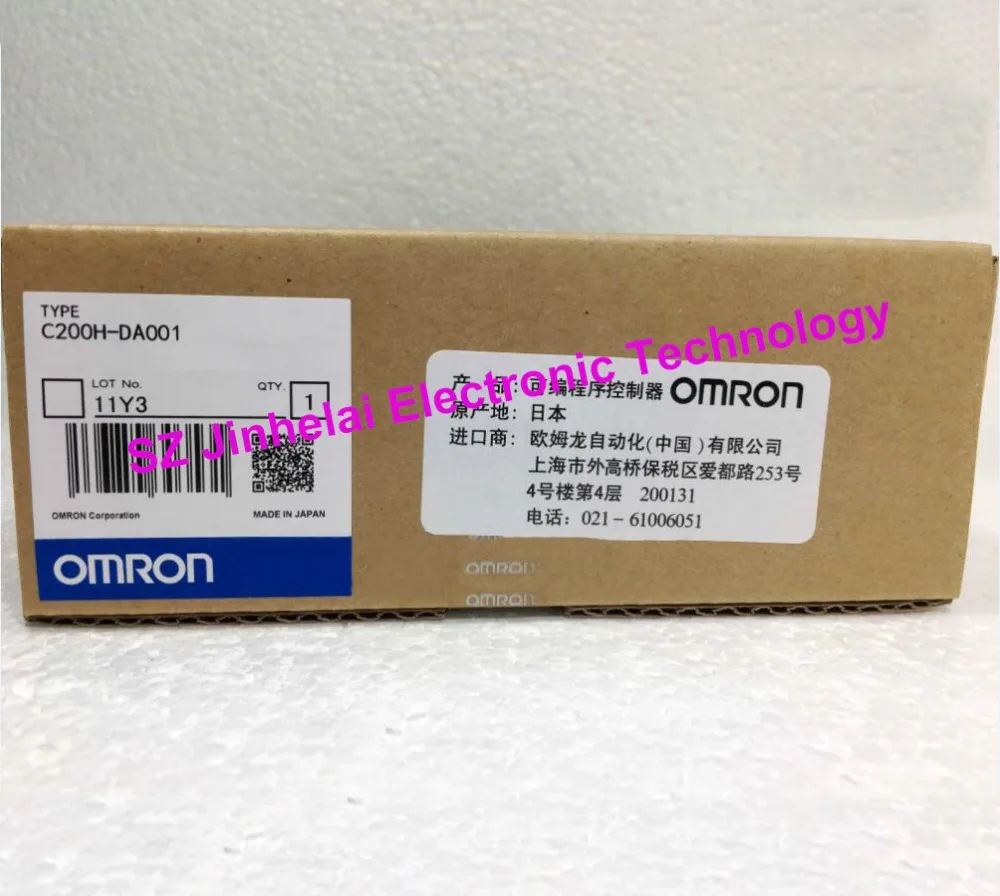 TYPE
C200H-DA001
LOT No.
QTY.
11Y3
1
OMRON Corporation
MADE IN JAPAN
OMRON
产 品: 可编程序控制器 OMRON
原产地: 日本
进口商: 欧姆龙自动化(中国)有限公司
上海市外高桥保税区爱都路253号
4号楼第4层 200131
电话: 021-61006051
OMRON
OMRON
OMRON
SZ Jinhelai Electronic Technology